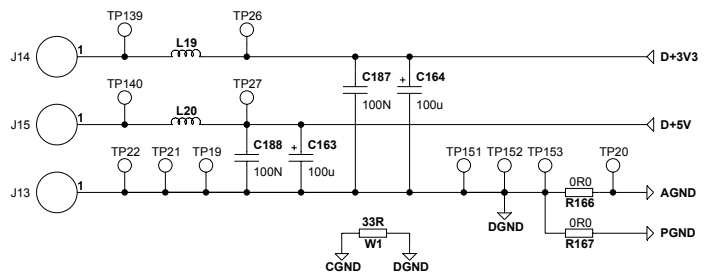 TP139 TP26
J14 1 L19 D+3V3
TP140 TP27 C187 + C164
100N 100u
J15 1 L20 D+5V
TP22 TP21 TP19 C188 + C163 TP151 TP152 TP153 TP20
100N 100u
0R0
J13 1 AGND
R166
DGND
0R0
PGND
R167
33R
W1
CGND DGND